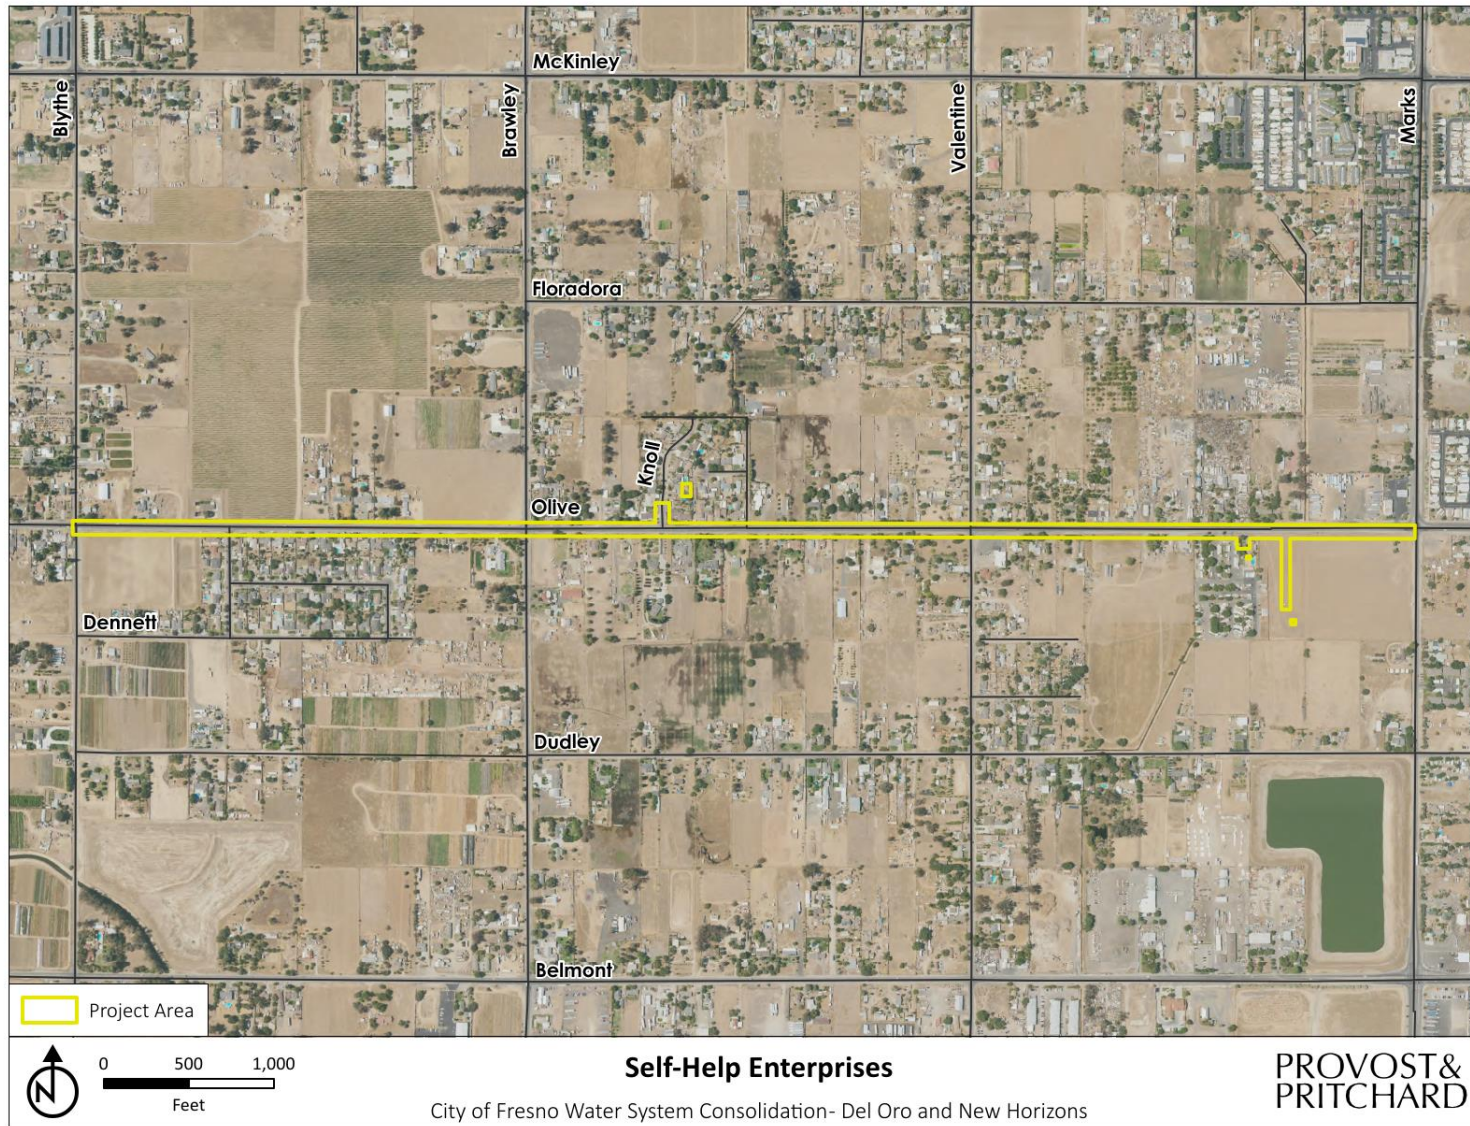 McKinley
Blythe
Brawley
Valentine
Marks
Floradora
Knoll
Olive
Dennett
Dudley
Belmont
Project Area
N
0 500 1,000
Feet
Self-Help Enterprises
City of Fresno Water System Consolidation- Del Oro and New Horizons
PROVOST&
PRITCHARD